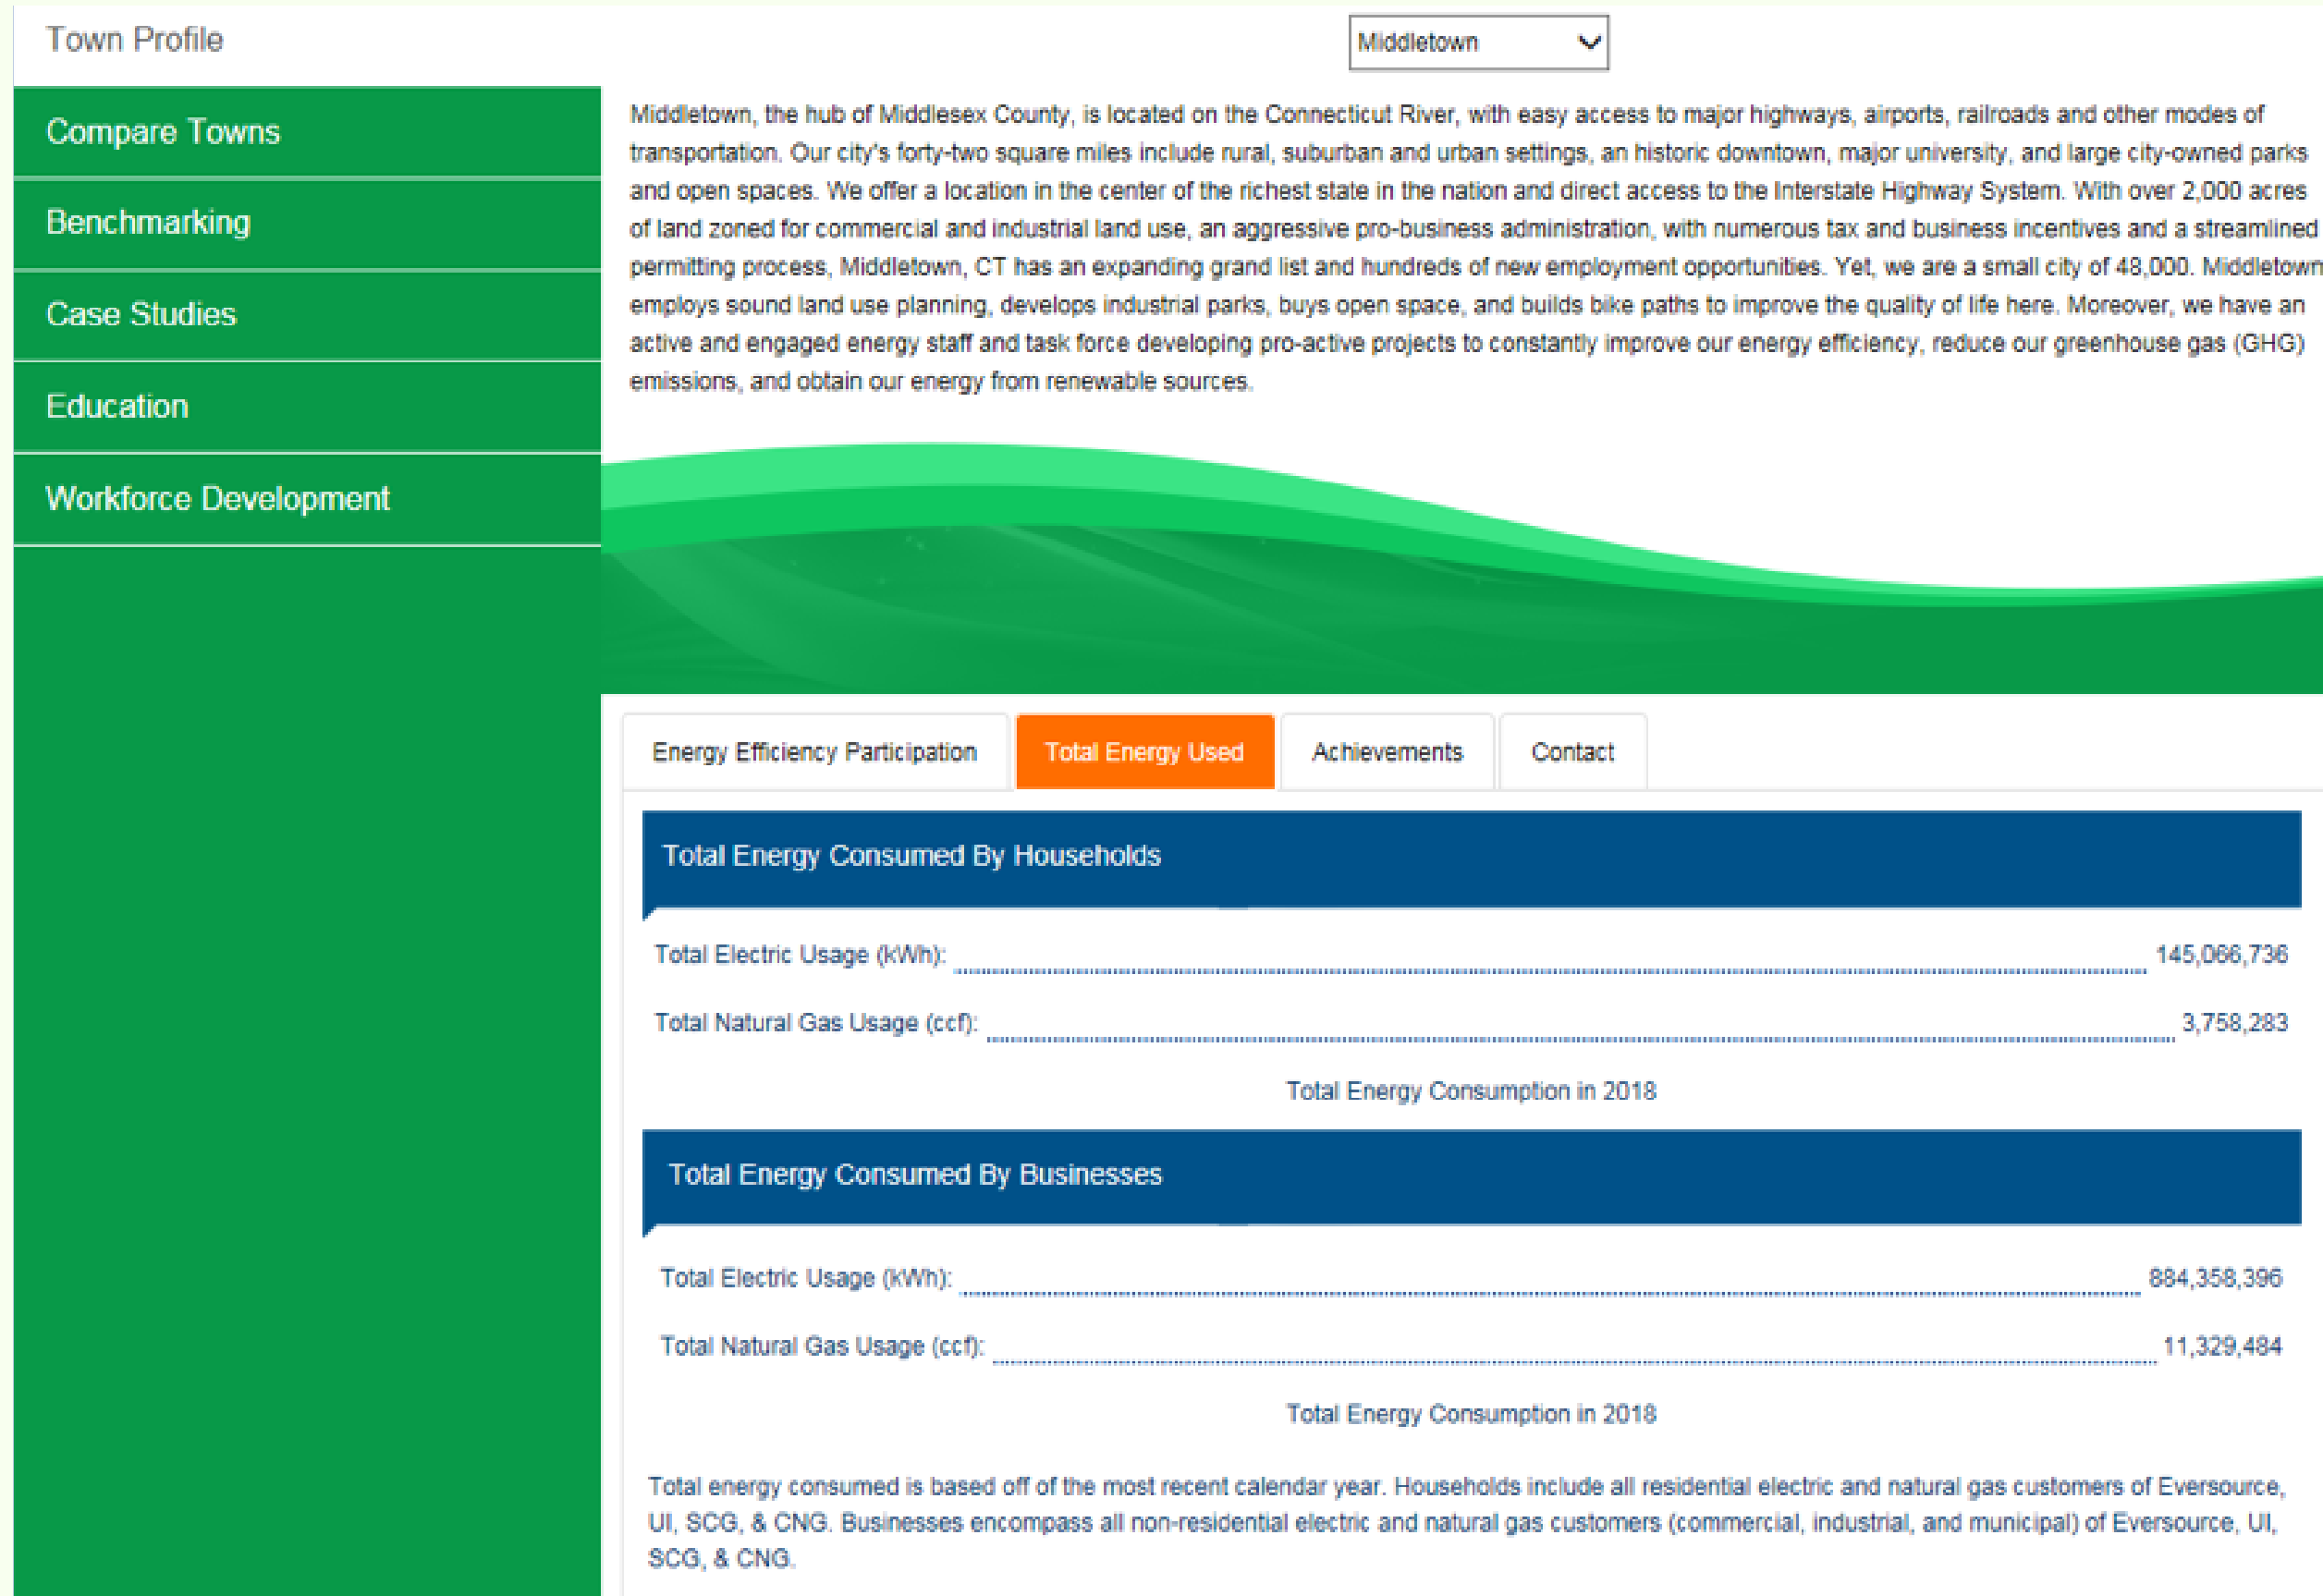 Town Profile
Middletown
Compare Towns
Benchmarking
Case Studies
Education
Workforce Development
Middletown, the hub of Middlesex County, is located on the Connecticut River, with easy access to major highways, airports, railroads and other modes of
transportation. Our city's forty-two square miles include rural, suburban and urban settings, an historic downtown, major university, and large city-owned parks
and open spaces. We offer a location in the center of the richest state in the nation and direct access to the Interstate Highway System. With over 2,000 acres
of land zoned for commercial and industrial land use, an aggressive pro-business administration, with numerous tax and business incentives and a streamlined
permitting process, Middletown, CT has an expanding grand list and hundreds of new employment opportunities. Yet, we are a small city of 48,000. Middletown
employs sound land use planning, develops industrial parks, buys open space, and builds bike paths to improve the quality of life here. Moreover, we have an
active and engaged energy staff and task force developing pro-active projects to constantly improve our energy efficiency, reduce our greenhouse gas (GHG)
emissions, and obtain our energy from renewable sources.
Energy Efficiency Participation Total Energy Used Achievements Contact
Total Energy Consumed By Households
Total Electric Usage (kWh): 145,066,736
Total Natural Gas Usage (ccf): 3,758,283
Total Energy Consumption in 2018
Total Energy Consumed By Businesses
Total Electric Usage (kWh): 884,358,396
Total Natural Gas Usage (ccf): 11,329,484
Total Energy Consumption in 2018
Total energy consumed is based off of the most recent calendar year. Households include all residential electric and natural gas customers of Eversource,
UI, SCG, & CNG. Businesses encompass all non-residential electric and natural gas customers (commercial, industrial, and municipal) of Eversource, UI,
SCG, & CNG.